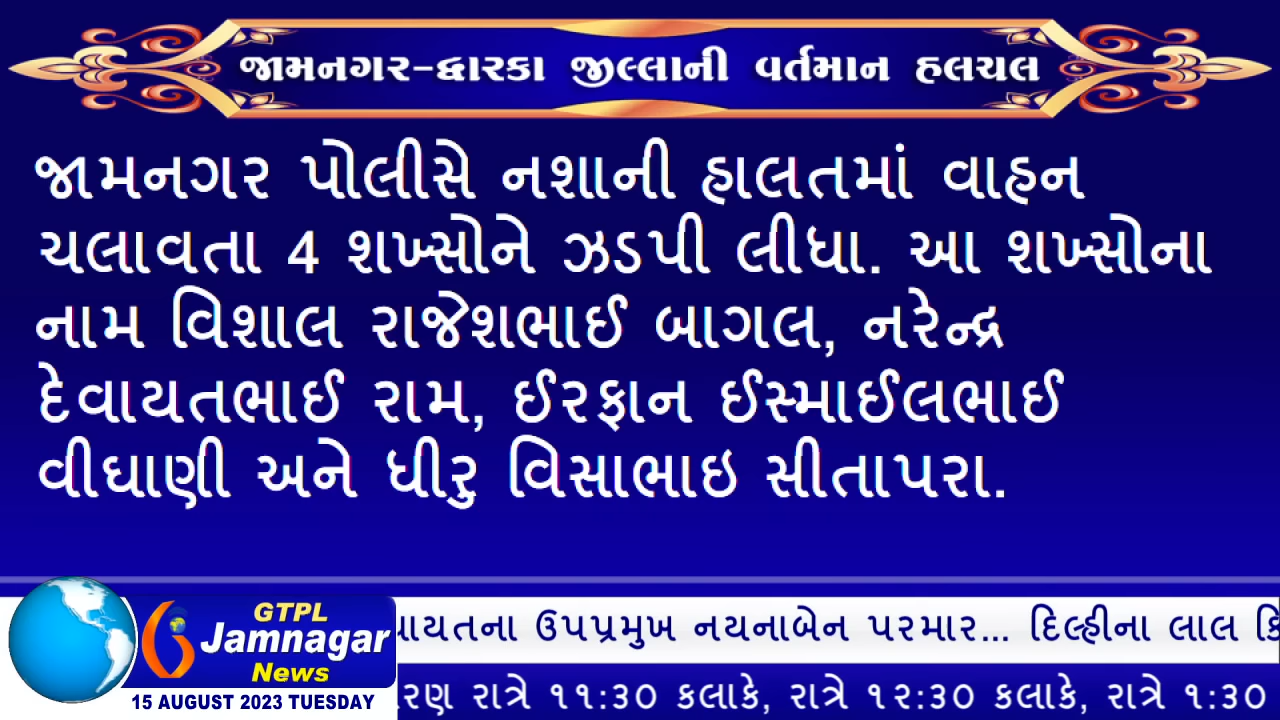 જામનગર-દ્વારકા જીલ્લાની વર્તમાન હલચલ
જામનગર પોલીસે નશાની હાલતમાં વાહન
ચલાવતા 4 શખ્સોને ઝડપી લીધા. આ શખ્સોના
નામ વિશાલ રાજેશભાઈ બાગલ, નરેન્દ્ર
દેવાયતભાઈ રામ, ઈરફાન ઈસ્માઈલભાઈ
વીઘાણી અને ધીરુ વિસાભાઇ સીતાપરા.
GTPL
Jamnagar
News
15 AUGUST 2023 TUESDAY
ઉપપ્રમુખ નયનાબેન પરમાર... દિલ્હીના લાલ
રાત્રે ૧૧:૩૦ કલાકે, રાત્રે ૧૨:૩૦ કલાકે, રાત્રે ૧:૩૦